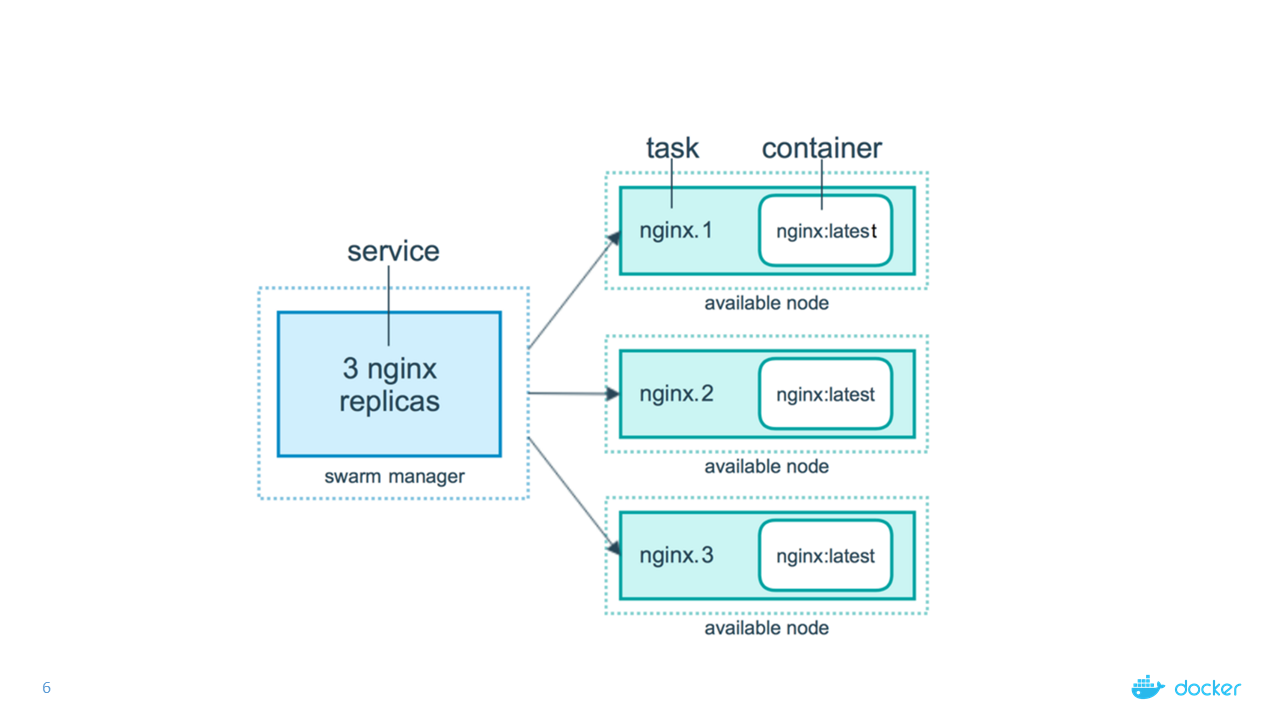 task
container
nginx.1
nginx:latest
available node
service
3 nginx
replicas
swarm manager
nginx.2
nginx:latest
available node
nginx.3
nginx:latest
available node
6
docker